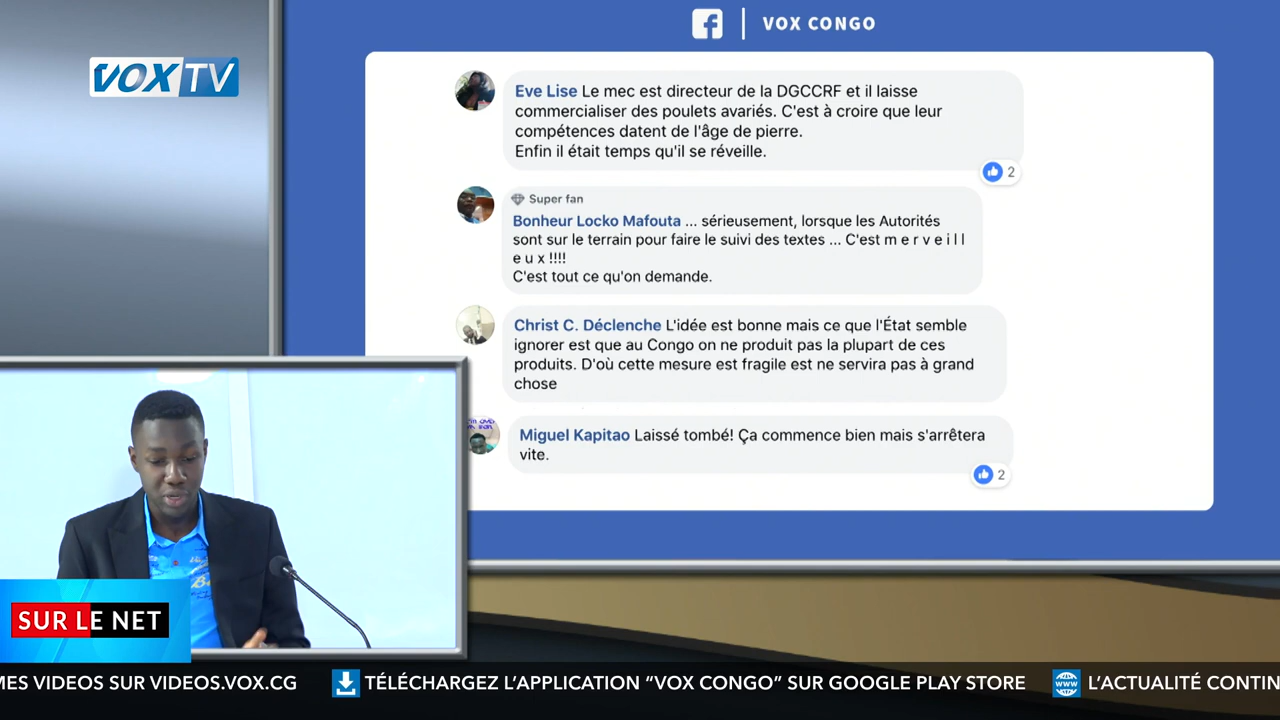 VOX CONGO
VOX TV
Eve Lise Le mec est directeur de la DGCCRF et il laisse
commercialiser des poulets avariés. C'est à croire que leur
compétences datent de l'âge de pierre.
Enfin il était temps qu'il se réveille.
2
Super fan
Bonheur Locko Mafouta ... sérieusement, lorsque les Autorités
sont sur le terrain pour faire le suivi des textes ... C'est m e r v e i l l
e u x !!!!
C'est tout ce qu'on demande.
Christ C. Déclenche L'idée est bonne mais ce que l'État semble
ignorer est que au Congo on ne produit pas la plupart de ces
produits. D'où cette mesure est fragile est ne servira pas à grand
chose
Miguel Kapitao Laissé tombé! Ça commence bien mais s'arrêtera
vite.
2
SUR LE NET
MES VIDEOS SUR VIDEOS.VOX.CG TÉLÉCHARGEZ L'APPLICATION “VOX CONGO” SUR GOOGLE PLAY STORE WWW L'ACTUALITÉ CONTIN